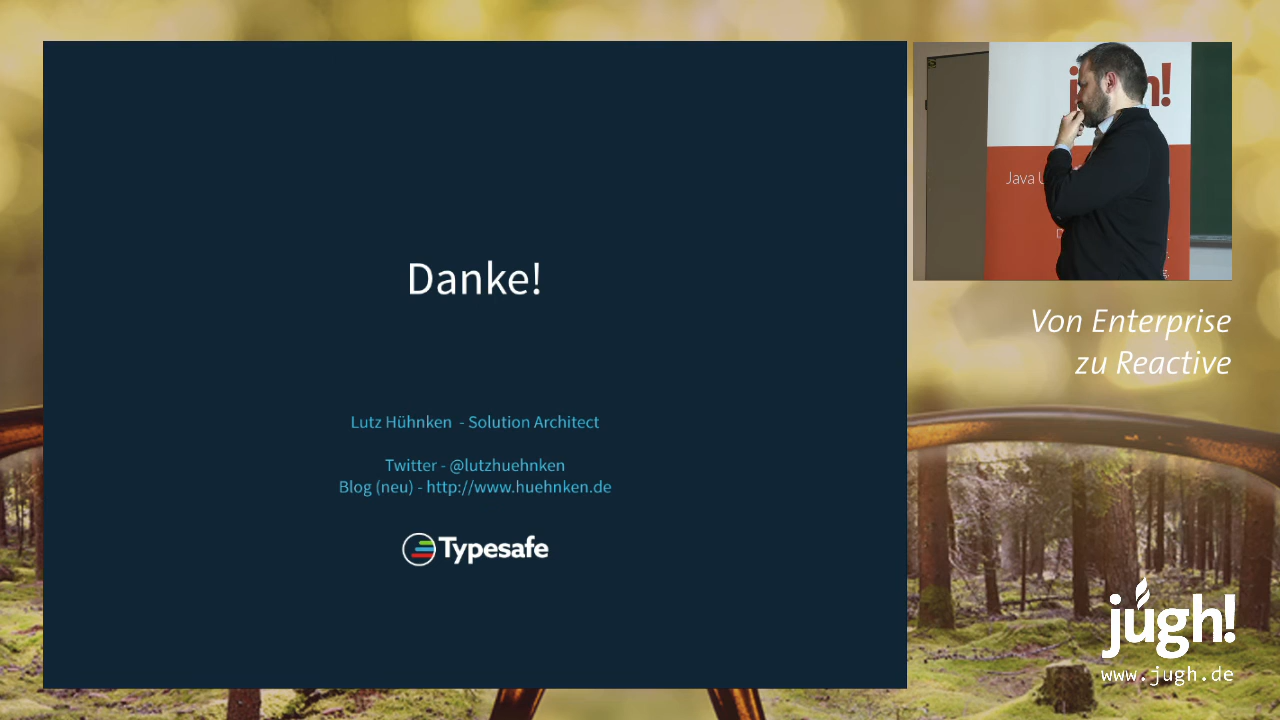 Danke!
Lutz Hühnken - Solution Architect
Twitter - @lutzhuehnken
Blog (neu) - http://www.huehnken.de
Typesafe
Java
Von Enterprise
zu Reactive
jugh!
www.jugh.de